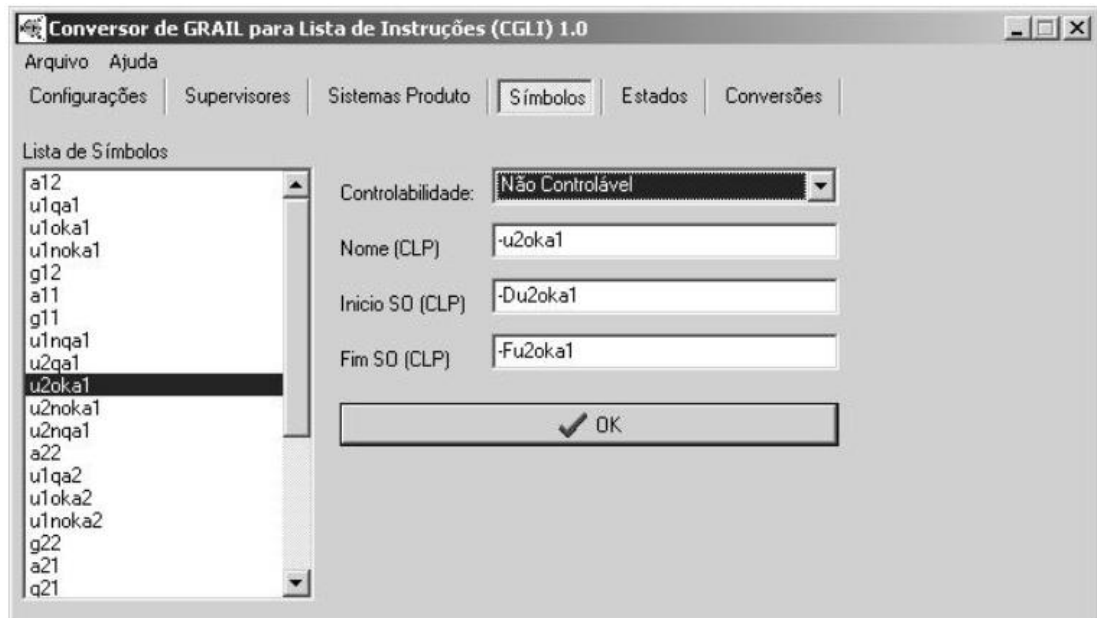 Conversor de GRAIL para Lista de Instruções (CGLI) 1.0
Arquivo Ajuda
Configurações Supervisores Sistemas Produto Símbolos Estados Conversões
Lista de Símbolos
a12
u1qa1
u1oka1
u1noka1
g12
a11
g11
u1nqa1
u2qa1
u2oka1
u2noka1
u2nqa1
a22
u1qa2
u1oka2
u1noka2
g22
a21
g21
Controlabilidade: Não Controlável
Nome (CLP) -u2oka1
Inicio SO (CLP) -Du2oka1
Fim SO (CLP) -Fu2oka1
OK